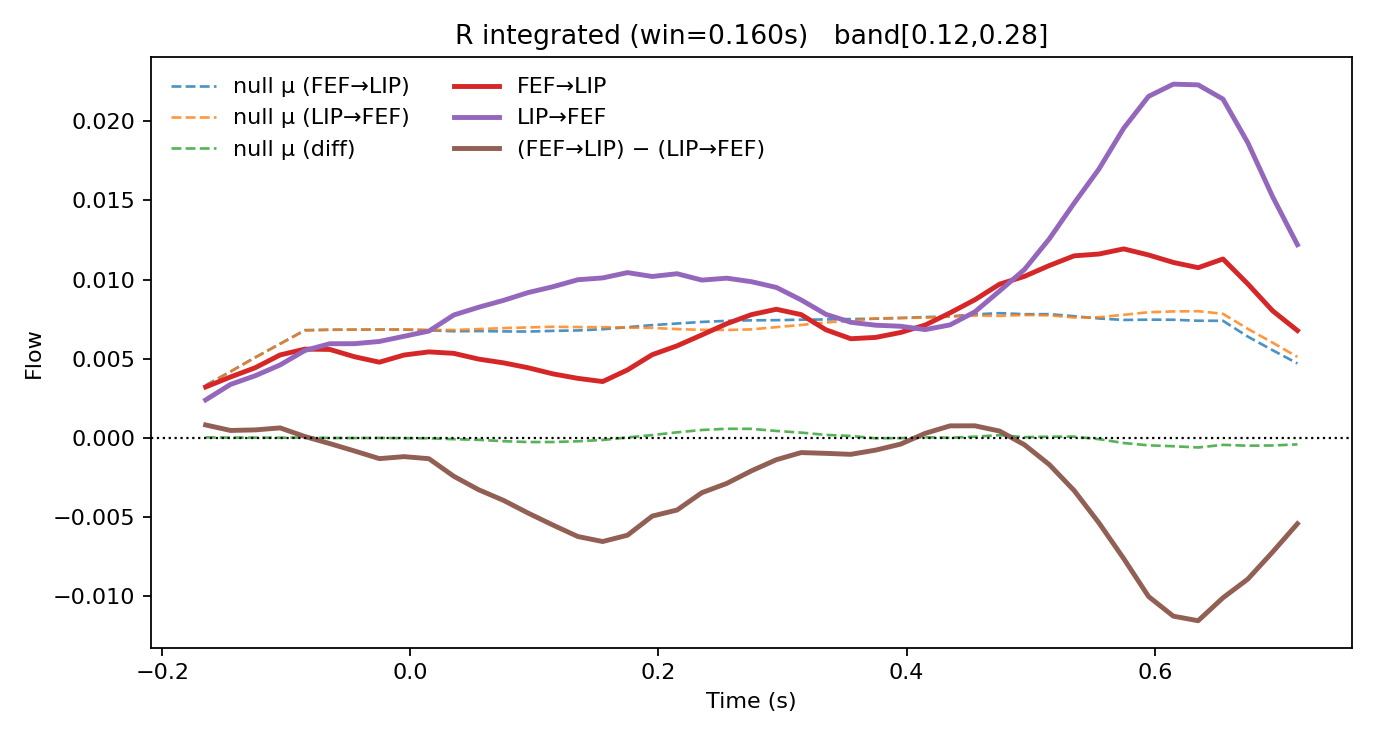 R integrated (win=0.160s)   band[0.12,0.28]
null μ (FEF→LIP)
null μ (LIP→FEF)
null μ (diff)
FEF→LIP
LIP→FEF
(FEF→LIP) − (LIP→FEF)
Flow
0.020
0.015
0.010
0.005
0.000
−0.005
−0.010
−0.2
0.0
0.2
0.4
0.6
Time (s)